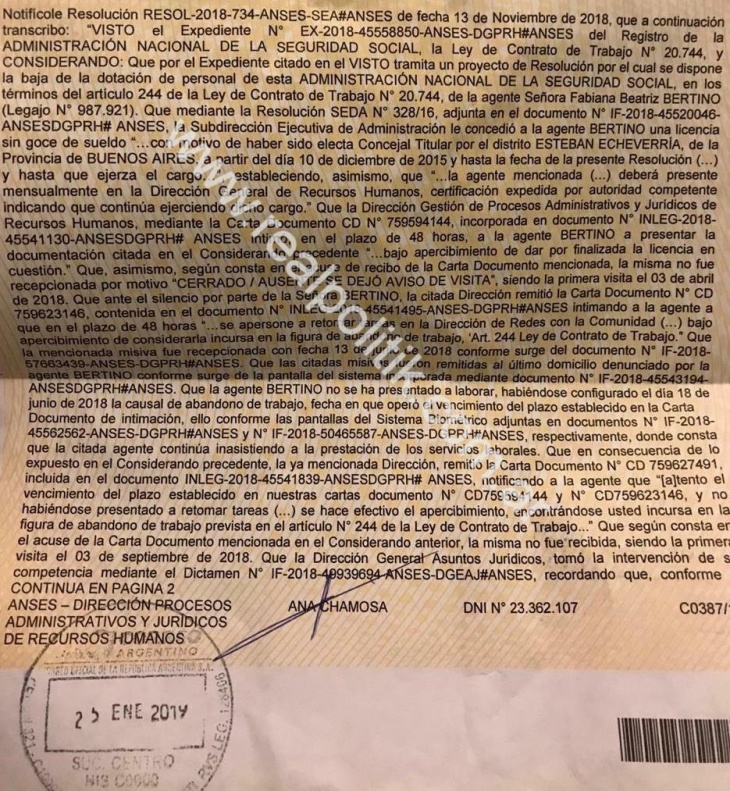 Notifícole Resolución RESOL-2018-734-ANSES-SEA#ANSES de fecha 13 de Noviembre de 2018, que a continuación
transcribo: "VISTO el Expediente N° EX-2018-45558850-ANSES-DGPRH#ANSES del Registro de la
ADMINISTRACIÓN NACIONAL DE LA SEGURIDAD SOCIAL, la Ley de Contrato de Trabajo N° 20.744, y
CONSIDERANDO: Que por el Expediente citado en el VISTO tramita un proyecto de Resolución por el cual se dispone
la baja de la dotación de personal de esta ADMINISTRACIÓN NACIONAL DE LA SEGURIDAD SOCIAL, en los
términos del artículo 244 de la Ley de Contrato de Trabajo N° 20.744, de la agente Señora Fabiana Beatriz BERTINO
(Legajo N° 987.921). Que mediante la Resolución SEDA N° 328/16, adjunta en el documento N° IF-2018-45520046-
ANSESDGPRH# ANSES, la Subdirección Ejecutiva de Administración le concedió a la agente BERTINO una licencia
sin goce de sueldo "...con motivo de haber sido electa Concejal Titular por el distrito ESTEBAN ECHEVERRÍA, de la
Provincia de BUENOS AIRES, a partir del día 10 de diciembre de 2015 y hasta la fecha de la presente Resolución (...)
y hasta que ejerza el cargo", estableciendo, asimismo, que "...la agente mencionada (...) deberá presentar
mensualmente en la Dirección General de Recursos Humanos, certificación expedida por autoridad competente
indicando que continúa ejerciendo dicho cargo." Que la Dirección Gestión de Procesos Administrativos y Jurídicos de
Recursos Humanos, mediante la Carta Documento CD N° 759594144, incorporada en documento N° INLEG-2018-
45541130-ANSESDGPRH# ANSES intimó en el plazo de 48 horas, a la agente BERTINO a presentar la
documentación citada en el Considerando precedente "...bajo apercibimiento de dar por finalizada la licencia en
cuestión." Que, asimismo, según consta en el de recibo de la Carta Documento mencionada, la misma no fue
recepcionada por motivo "CERRADO / AUSENTE SE DEJÓ AVISO DE VISITA", siendo la primera visita el 03 de abril
de 2018. Que ante el silencio por parte de la Señora BERTINO, la citada Dirección remitió la Carta Documento N° CD
759623146, contenida en el documento N° INLEG-2018-45541495-ANSES intimando a la agente a
que en el plazo de 48 horas "...se apersone a retomar tareas en la Dirección de Redes con la Comunidad (...) bajo
apercibimiento de considerarla incursa en la figura de abandono de trabajo, 'Art. 244 Ley de Contrato de Trabajo." Que
la mencionada misiva fue recepcionada con fecha 13 de junio de 2018 conforme surge del documento N° IF-2018-
57663439-ANSES-DGPRH#ANSES. Que las citadas misivas fueron remitidas al último domicilio denunciado por la
agente BERTINO conforme surge de la pantalla del sistema incorporada mediante documento N° IF-2018-45543194-
ANSESDGPRH#ANSES. Que la agente BERTINO no se ha presentado a laborar, habiéndose configurado el día 18 de
junio de 2018 la causal de abandono de trabajo, fecha en que operó el vencimiento del plazo establecido en la Carta
Documento de intimación, ello conforme las pantallas del Sistema Biométrico adjuntas en documentos N° IF-2018-
45562562-ANSES-DGPRH#ANSES y N° IF-2018-50465587-ANSES-DGPRH#ANSES, respectivamente, donde consta
que la citada agente continúa inasistiendo a la prestación de los servicios laborales. Que en consecuencia de lo
expuesto en el Considerando precedente, la ya mencionada Dirección, remitió la Carta Documento N° CD 759627491,
incluida en el documento INLEG-2018-45541839-ANSESDGPRH# ANSES, notificando a la agente que "[a]tento el
vencimiento del plazo establecido en nuestras cartas documento N° CD759594144 y N° CD759623146, y no
habiéndose presentado a retomar tareas (...) se hace efectivo el apercibimiento, encontrándose usted incursa en la
figura de abandono de trabajo prevista en el artículo N° 244 de la Ley de Contrato de Trabajo..." Que según consta en
el acuse de la Carta Documento mencionada en el Considerando anterior, la misma no fue recibida, siendo la primera
visita el 03 de septiembre de 2018. Que la Dirección General Asuntos Jurídicos, tomó la intervención de s
competencia mediante el Dictamen N° IF-2018-49939694-ANSES-DGEAJ#ANSES, recordando que, conforme
CONTINUA EN PAGINA 2
ANSES – DIRECCIÓN PROCESOS ANA CHAMOSA DNI N° 23.362.107 C0387/
ADMINISTRATIVOS Y JURÍDICOS
DE RECURSOS HUMANOS
ARGENTINO
CORREO OFICIAL DE LA REPUBLICA ARGENTINA S.A.
25 ENE 2019
SUC. CENTRO
NIS C0000
www.realpolitik.com.ar